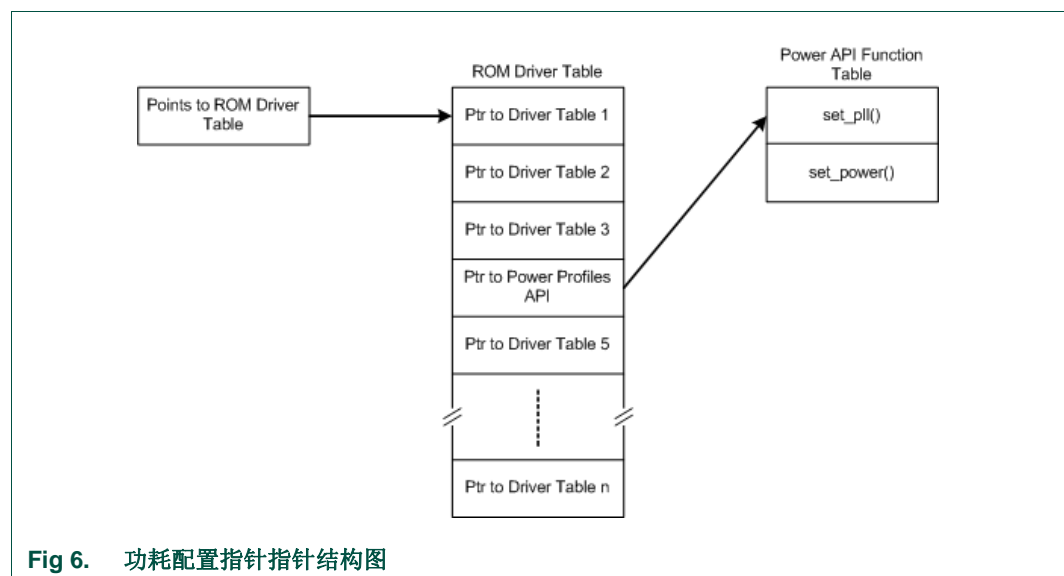 Points to ROM Driver
Table
ROM Driver Table
Ptr to Driver Table 1
Ptr to Driver Table 2
Ptr to Driver Table 3
Ptr to Power Profiles
API
Ptr to Driver Table 5
Ptr to Driver Table n
Power API Function
Table
set_pll()
set_power()
Fig 6. 功耗配置指针指针结构图